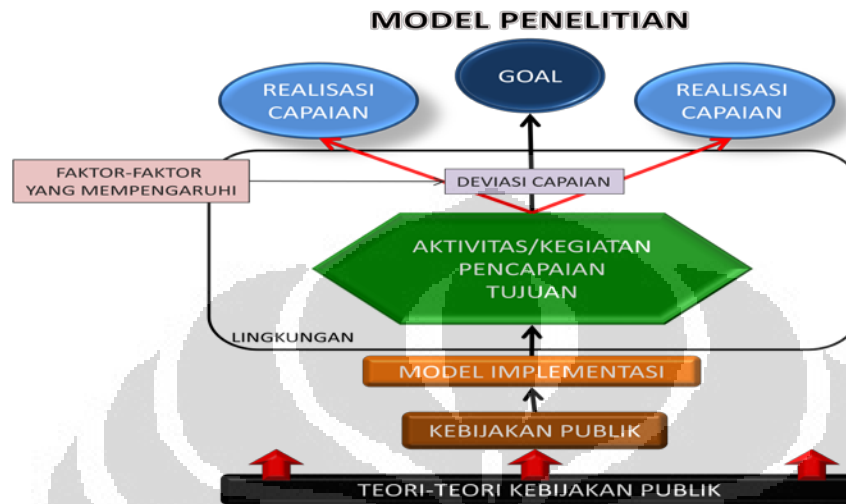 MODEL PENELITIAN
REALISASI
CAPAIAN
GOAL
REALISASI
CAPAIAN
FAKTOR-FAKTOR
YANG MEMPENGARUHI
DEVIASI CAPAIAN
AKTIVITAS/KEGIATAN
PENCAPAIAN
TUJUAN
LINGKUNGAN
MODEL IMPLEMENTASI
KEBIJAKAN PUBLIK
TEORI-TEORI KEBIJAKAN PUBLIK